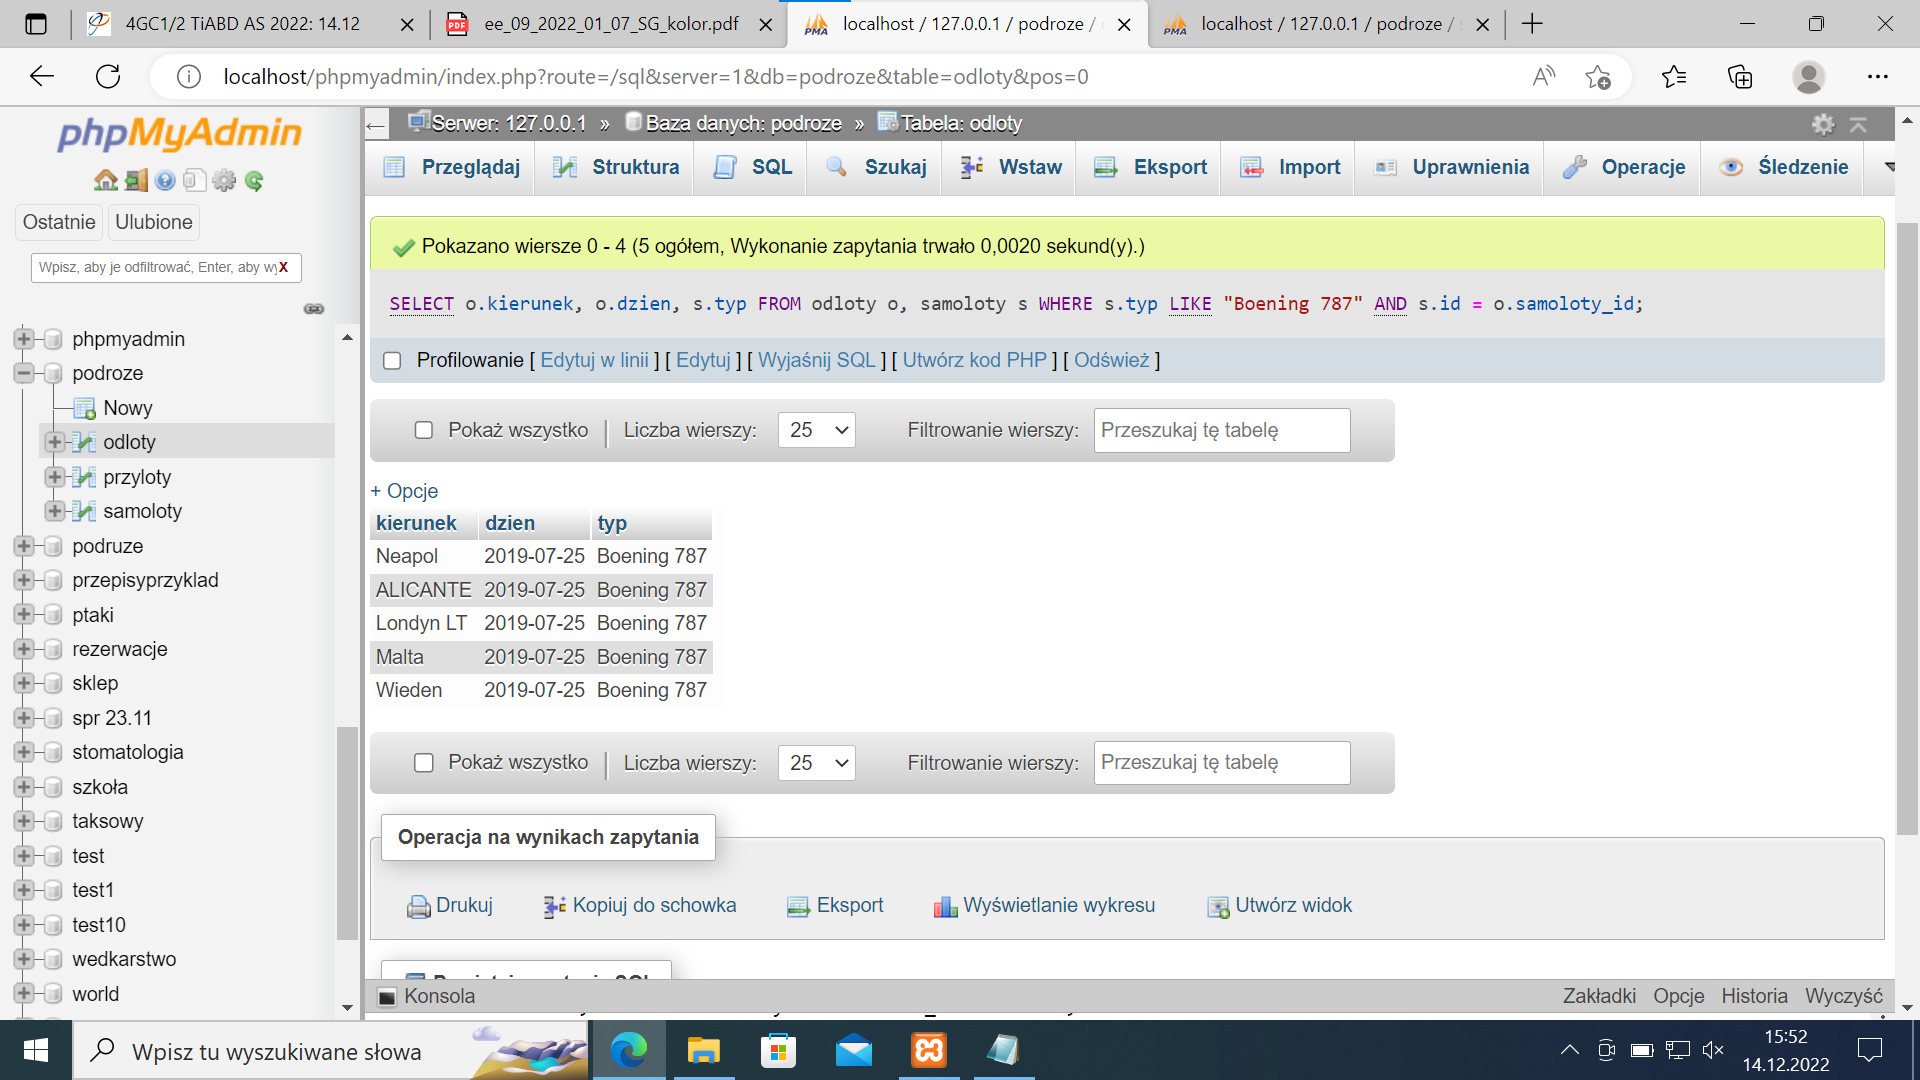 4GC1/2 TiABD AS 2022: 14.12
ee_09_2022_01_07_SG_kolor.pdf
localhost / 127.0.0.1 / podroze /
localhost / 127.0.0.1 / podroze /
localhost/phpmyadmin/index.php?route=/sql&server=1&db=podroze&table=odloty&pos=0
phpMyAdmin
Ostatnie
Ulubione
Wpisz, aby je odfiltrować, Enter, aby wy X
phpmyadmin
podroze
Nowy
odloty
przyloty
samoloty
podruze
przepisyprzyklad
ptaki
rezerwacje
sklep
spr 23.11
stomatologia
szkoła
taksowy
test
test1
test10
wedkarstwo
world
Serwer: 127.0.0.1 » Baza danych: podroze » Tabela: odloty
Przeglądaj Struktura SQL Szukaj Wstaw Eksport Import Uprawnienia Operacje Śledzenie
Pokazano wiersze 0 - 4 (5 ogółem, Wykonanie zapytania trwało 0,0020 sekund(y).)
SELECT o.kierunek, o.dzien, s.typ FROM odloty o, samoloty s WHERE s.typ LIKE "Boening 787" AND s.id = o.samoloty_id;
Profilowanie [ Edytuj w linii ] [ Edytuj ] [ Wyjaśnij SQL ] [ Utwórz kod PHP ] [ Odśwież ]
Pokaż wszystko | Liczba wierszy: 25 Filtrowanie wierszy: Przeszukaj tę tabelę
+ Opcje
kierunek dzien typ
Neapol 2019-07-25 Boening 787
ALICANTE 2019-07-25 Boening 787
Londyn LT 2019-07-25 Boening 787
Malta 2019-07-25 Boening 787
Wieden 2019-07-25 Boening 787
Pokaż wszystko | Liczba wierszy: 25 Filtrowanie wierszy: Przeszukaj tę tabelę
Operacja na wynikach zapytania
Drukuj Kopiuj do schowka Eksport Wyświetlanie wykresu Utwórz widok
Konsola
Zakładki Opcje Historia Wyczyść
Wpisz tu wyszukiwane słowa
15:52
14.12.2022